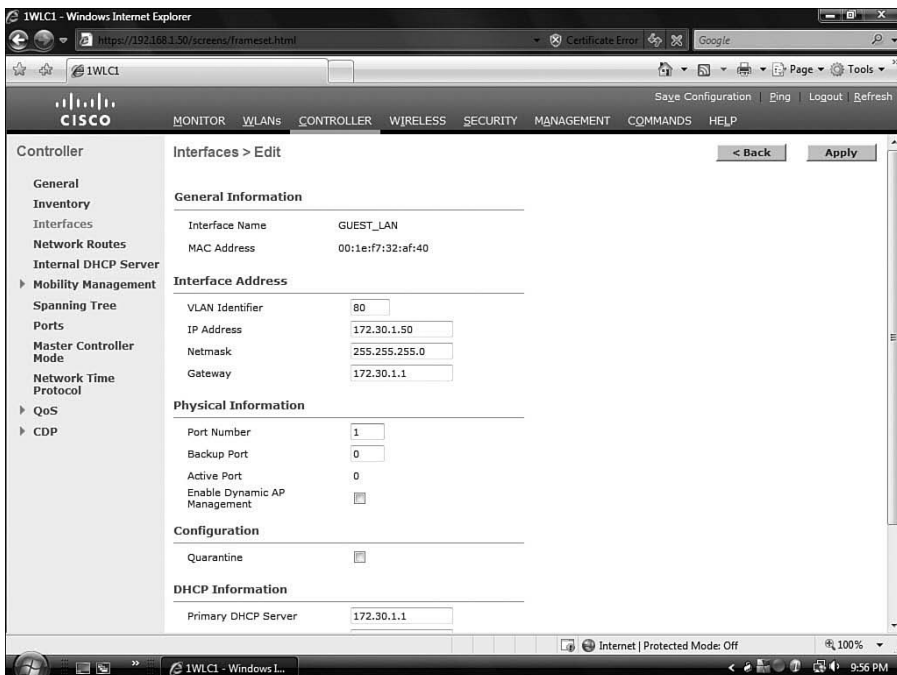 1WLC1 - Windows Internet Explorer
https://192.168.1.50/screens/frameset.html
Certificate Error
Google
1WLC1
Page
Tools
Save Configuration | Ping | Logout | Refresh
CISCO
MONITOR WLANs CONTROLLER WIRELESS SECURITY MANAGEMENT COMMANDS HELP
Controller
General
Inventory
Interfaces
Network Routes
Internal DHCP Server
Mobility Management
Spanning Tree
Ports
Master Controller
Mode
Network Time
Protocol
QoS
CDP
Interfaces > Edit
< Back
Apply
General Information
Interface Name GUEST_LAN
MAC Address 00:1e:f7:32:af:40
Interface Address
VLAN Identifier 80
IP Address 172.30.1.50
Netmask 255.255.255.0
Gateway 172.30.1.1
Physical Information
Port Number 1
Backup Port 0
Active Port 0
Enable Dynamic AP
Management
Configuration
Quarantine
DHCP Information
Primary DHCP Server 172.30.1.1
Internet | Protected Mode: Off
100%
1WLC1 - Windows I...
9:56 PM